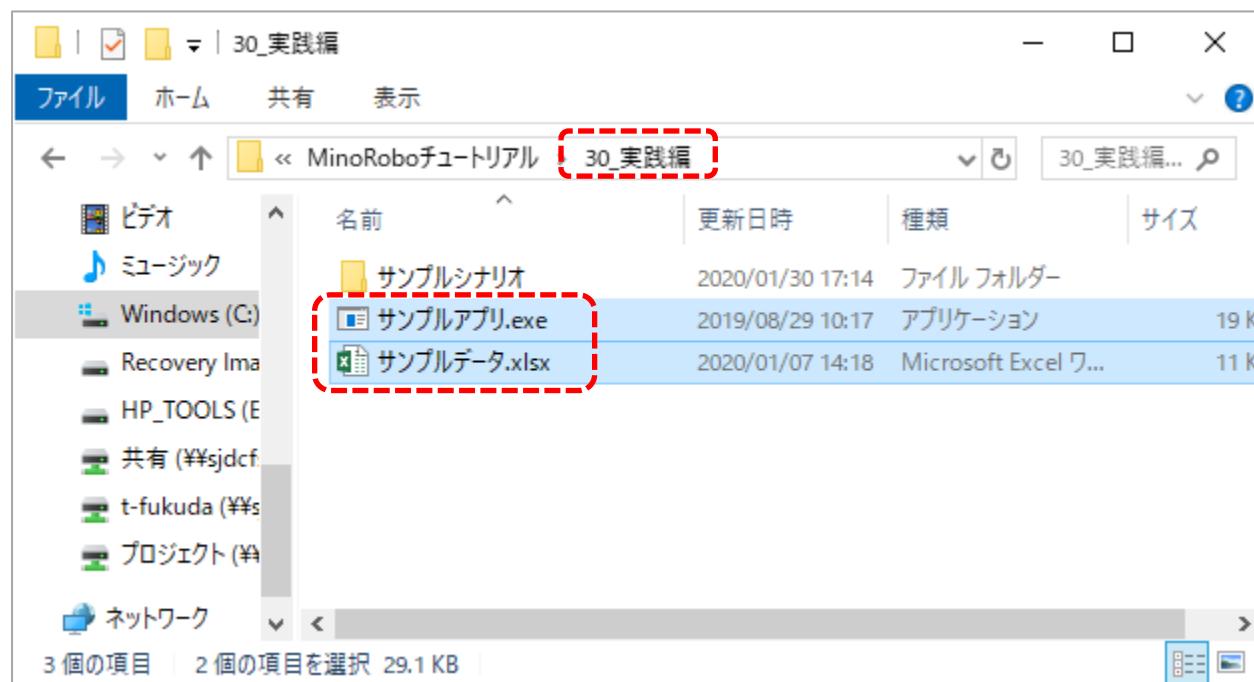 30_実践編
ファイル ホーム 共有 表示
« MinoRoboチュートリアル 30_実践編 30_実践編...
名前 更新日時 種類 サイズ
ビデオ
ミュージック
Windows (C:)
Recovery Ima
HP_TOOLS (E
共有 (¥¥sjdcf
t-fukuda (¥¥s
プロジェクト (¥¥
ネットワーク
サンプルシナリオ 2020/01/30 17:14 ファイル フォルダー
サンプルアプリ.exe 2019/08/29 10:17 アプリケーション 19 K
サンプルデータ.xlsx 2020/01/07 14:18 Microsoft Excel ワ... 11 K
3 個の項目 2 個の項目を選択 29.1 KB